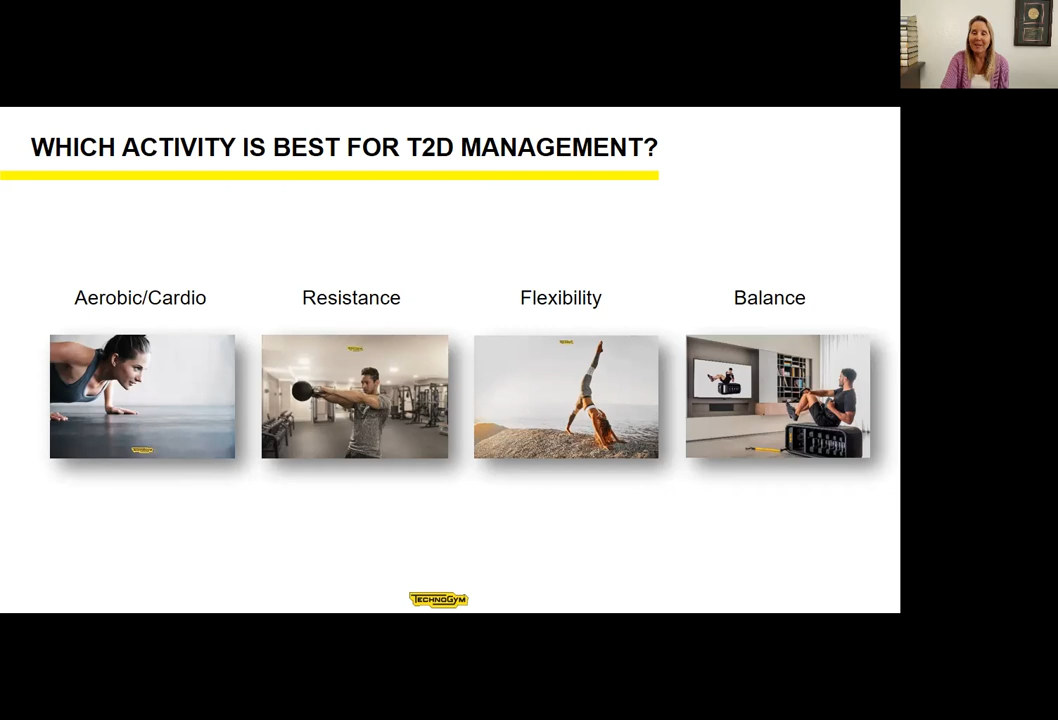 WHICH ACTIVITY IS BEST FOR T2D MANAGEMENT?
Aerobic/Cardio
Resistance
Flexibility
Balance
TECHNOGYM